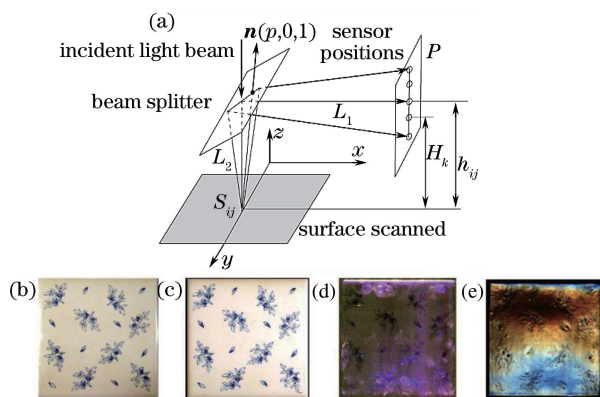 (a)
n(p,0,1)
incident light beam
sensor positions
P
beam splitter
L₁
L₂
z
x
Hₖ
hᵢⱼ
Sᵢⱼ
surface scanned
y
(b)
(c)
(d)
(e)